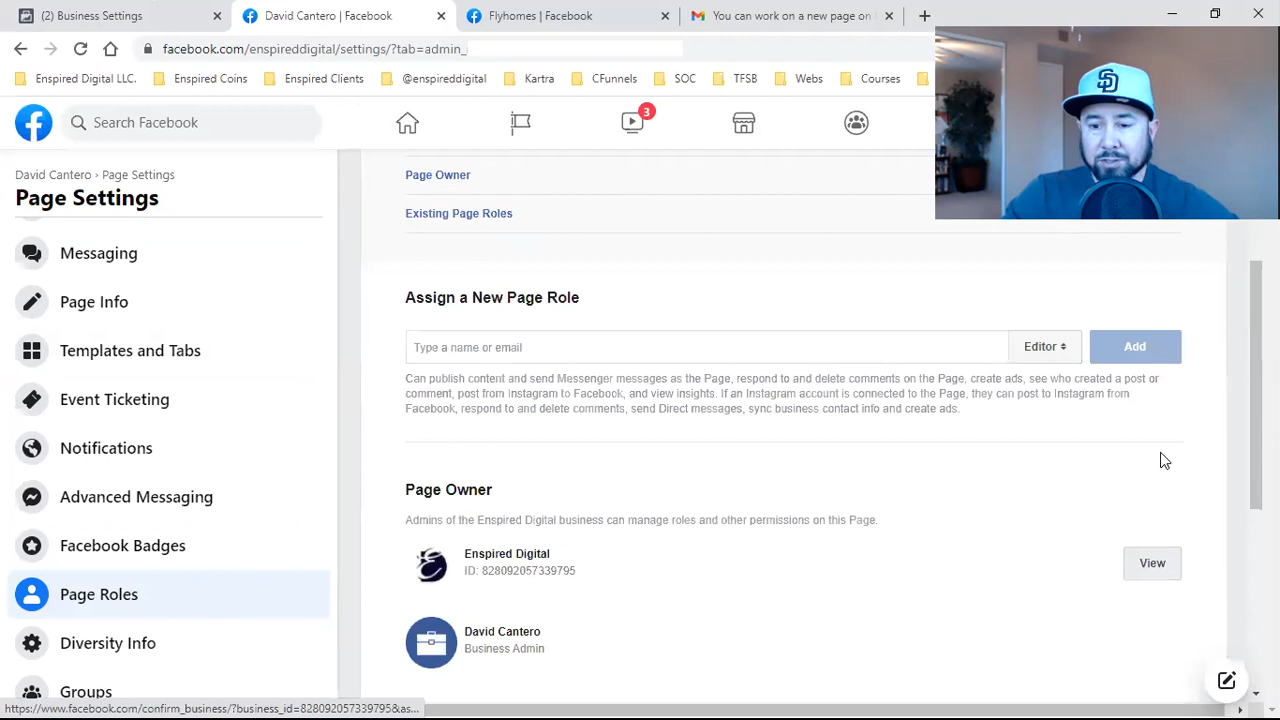 (2) Business Settings
David Cantero | Facebook
Flyhomes | Facebook
You can work on a new page on
facebook.com/enspireddigital/settings/?tab=admin_
Enspired Digital LLC.
Enspired Coins
Enspired Clients
@enspireddigital
Kartra
CFunnels
SOC
TFSB
Webs
Courses
Search Facebook
3
David Cantero › Page Settings
Page Settings
Messaging
Page Info
Templates and Tabs
Event Ticketing
Notifications
Advanced Messaging
Facebook Badges
Page Roles
Diversity Info
Groups
Page Owner
Existing Page Roles
Assign a New Page Role
Type a name or email
Editor
Add
Can publish content and send Messenger messages as the Page, respond to and delete comments on the Page, create ads, see who created a post or
comment, post from Instagram to Facebook, and view insights. If an Instagram account is connected to the Page, they can post to Instagram from
Facebook, respond to and delete comments, send Direct messages, sync business contact info and create ads.
Page Owner
Admins of the Enspired Digital business can manage roles and other permissions on this Page.
Enspired Digital
ID: 828092057339795
View
David Cantero
Business Admin
https://www.facebook.com/confirm_business/?business_id=828092057339795&as...
SD